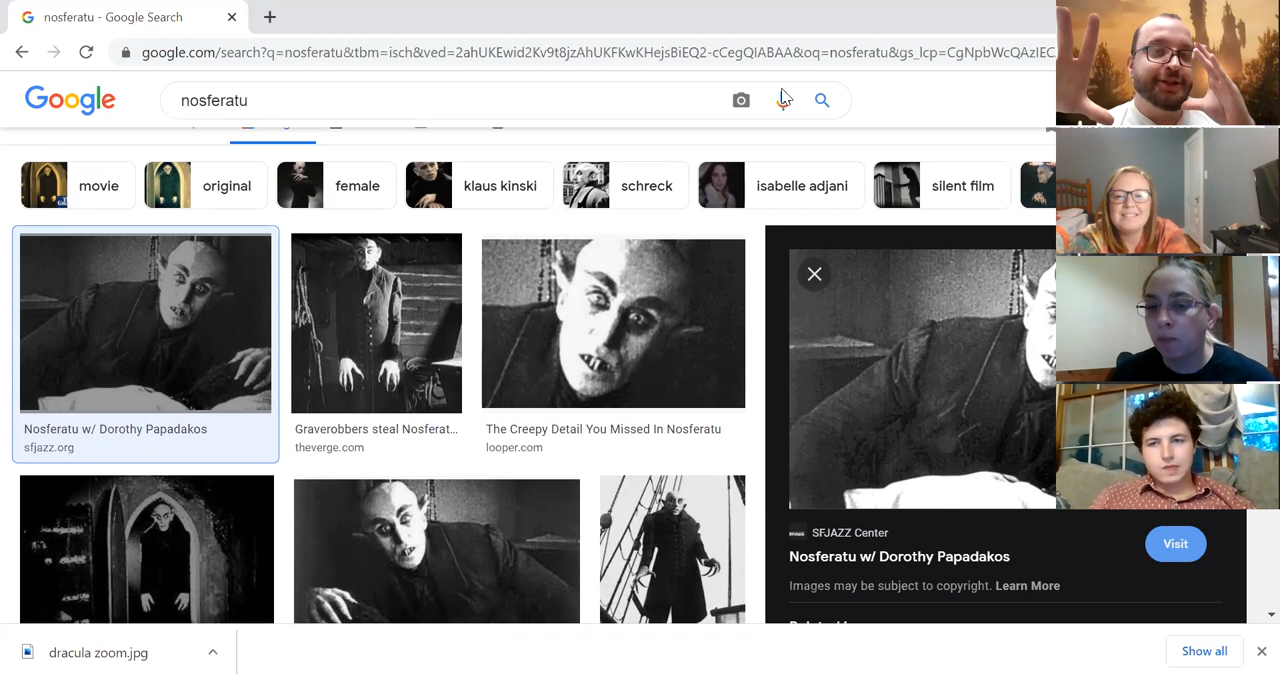 nosferatu - Google Search
google.com/search?q=nosferatu&tbm=isch&ved=2ahUKEwid2Kv9t8jzAhUKFKwKHejsBiEQ2-cCegQIABAA&oq=nosferatu&gs_lcp=CgNpbWcQAzIEC
Google
nosferatu
movie
original
female
klaus kinski
schreck
isabelle adjani
silent film
Nosferatu w/ Dorothy Papadakos
sfjazz.org
Graverobbers steal Nosferat...
theverge.com
The Creepy Detail You Missed In Nosferatu
looper.com
SFJAZZ Center
Nosferatu w/ Dorothy Papadakos
Visit
Images may be subject to copyright. Learn More
dracula zoom.jpg
Show all